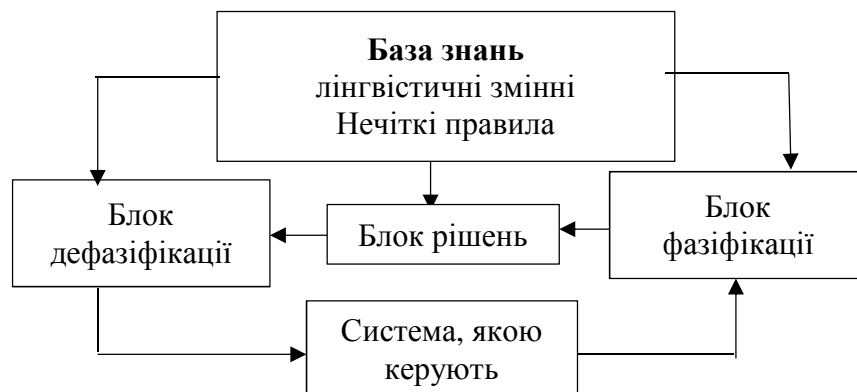 База знань
лінгвістичні змінні
Нечіткі правила
Блок
дефазіфікації
Блок рішень
Блок
фазіфікації
Система, якою
керують